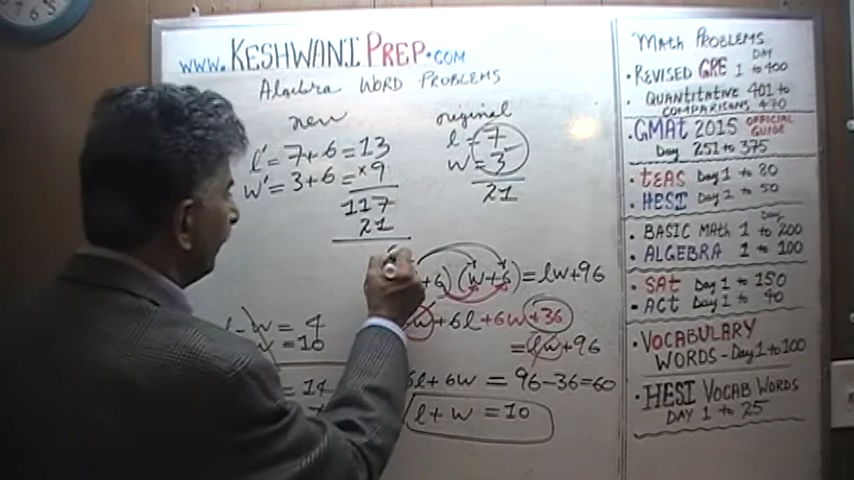 www.KESHWANIPREP.COM
Algebra WORD PROBLEMS
new
l' = 7+6 = 13
w' = 3+6 = × 9
117
21
original
l = 7
w = 3
21
+6) (w+6) = lw+96
w+6l+6w+36
= lw+96
6l+6w = 96-36=60
l+w = 10
l-w = 4
w = 10
= 14
MATH PROBLEMS
DAY
• REVISED GRE 1 to 400
• QUANTITATIVE 401 to
COMPARISONS 470
• GMAT 2015 OFFICIAL GUIDE
Day 251 to 375
• TEAS Day 1 to 20
• HESI Day 1 to 50
Day
• BASIC MATH 1 to 200
• ALGEBRA 1 to 100
• SAT Day 1 to 150
• ACT Day 1 to 90
• VOCABULARY
WORDS - Day 1 to 100
• HESI VOCAB WORDS
DAY 1 to 25